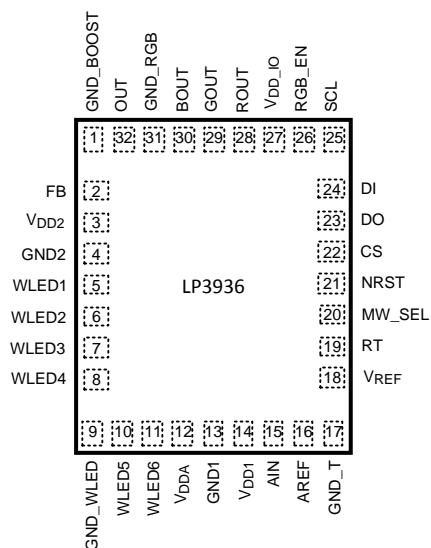 GND_BOOST
OUT
GND_RGB
BOUT
GOUT
ROUT
VDD_IO
RGB_EN
SCL
1
32
31
30
29
28
27
26
25
FB
2
24
DI
VDD2
3
23
DO
GND2
4
22
CS
WLED1
5
LP3936
21
NRST
WLED2
6
20
MW_SEL
WLED3
7
19
RT
WLED4
8
18
VREF
9
10
11
12
13
14
15
16
17
GND_WLED
WLED5
WLED6
VDDA
GND1
VDD1
AIN
AREF
GND_T